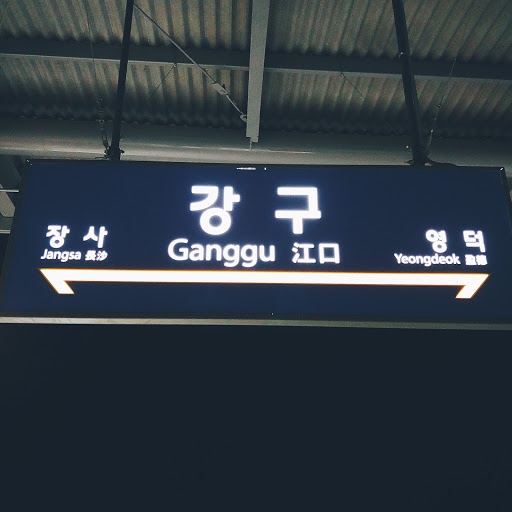 강 구
Ganggu 江口
장 사
Jangsa 長沙
영 덕
Yeongdeok 盈德